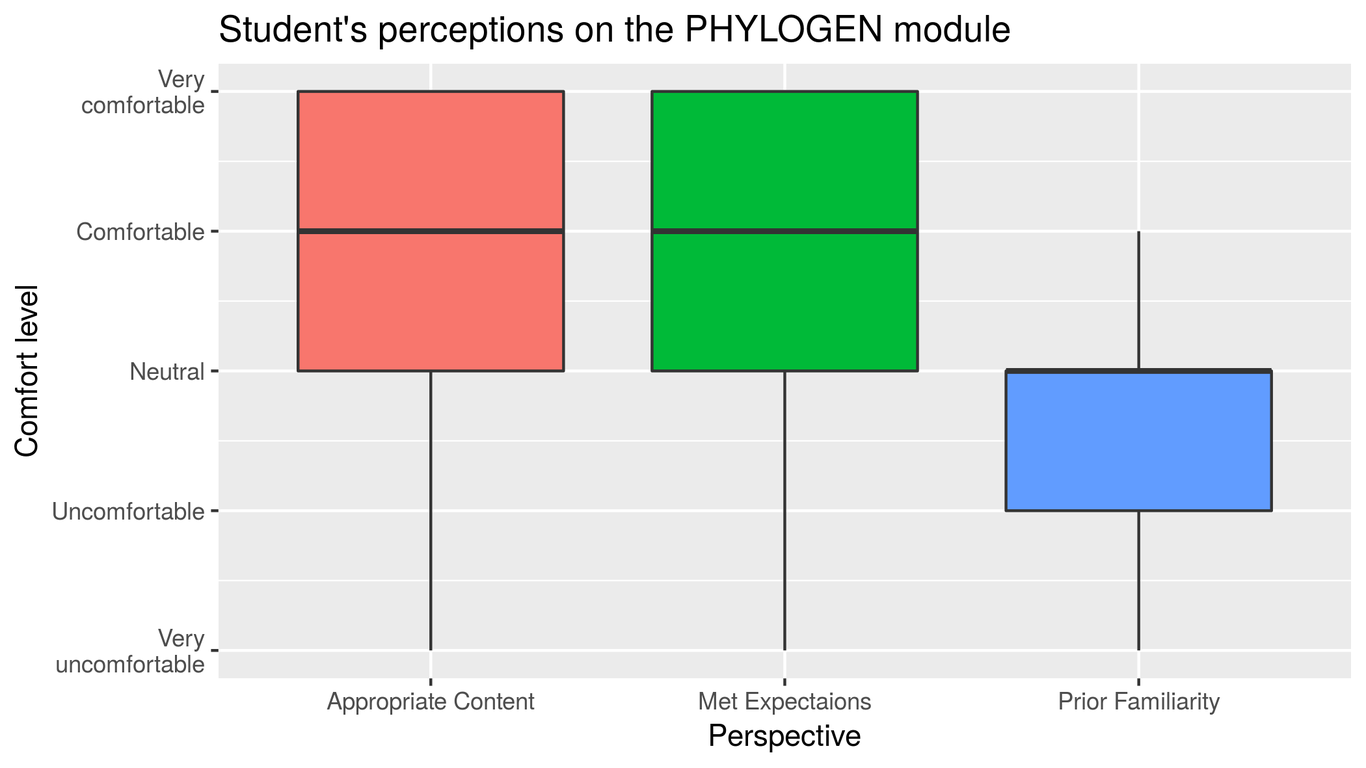 Student's perceptions on the PHYLOGEN module
Very
comfortable
Comfortable
Neutral
Uncomfortable
Very
uncomfortable
Comfort level
Appropriate Content
Met Expectaions
Prior Familiarity
Perspective